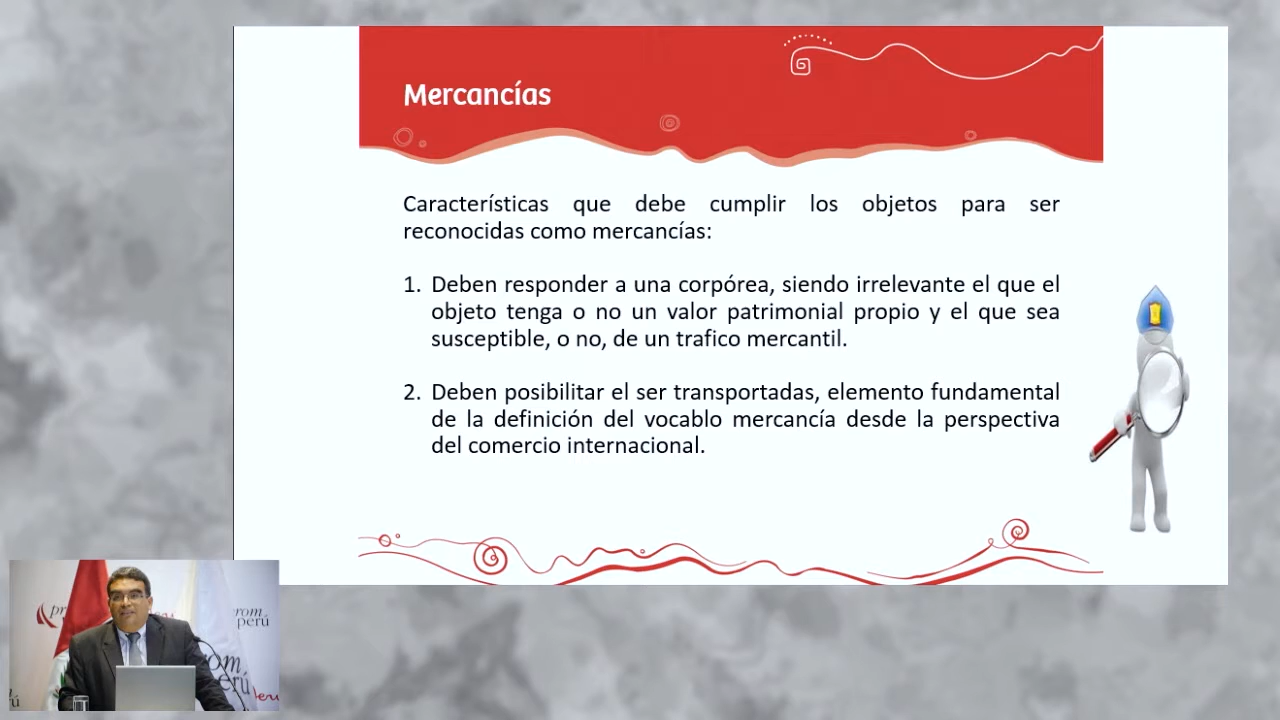 Mercancías
Características que debe cumplir los objetos para ser
reconocidas como mercancías:
1. Deben responder a una corpórea, siendo irrelevante el que el
objeto tenga o no un valor patrimonial propio y el que sea
susceptible, o no, de un trafico mercantil.
2. Deben posibilitar el ser transportadas, elemento fundamental
de la definición del vocablo mercancía desde la perspectiva
del comercio internacional.
perú